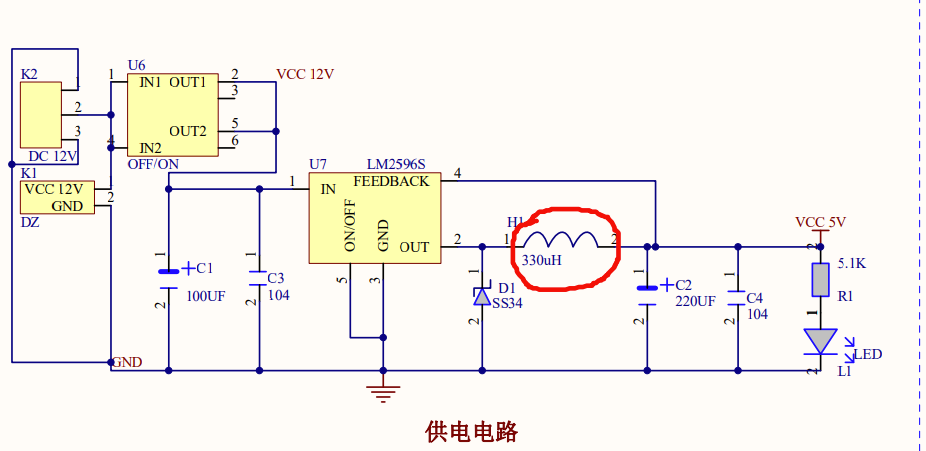 K2
1
2
3
DC 12V
K1
VCC 12V
GND
1
2
DZ
U6
1
IN1
OUT1
2
3
OUT2
5
4
IN2
6
OFF/ON
VCC 12V
U7
LM2596S
1
IN
FEEDBACK
4
ON/OFF
GND
OUT
2
5
3
1
C1
100UF
2
1
C3
104
2
GND
H1
1
2
330uH
1
D1
SS34
2
1
C2
220UF
2
1
C4
104
2
VCC 5V
2
5.1K
R1
1
LED
L1
2
供电电路